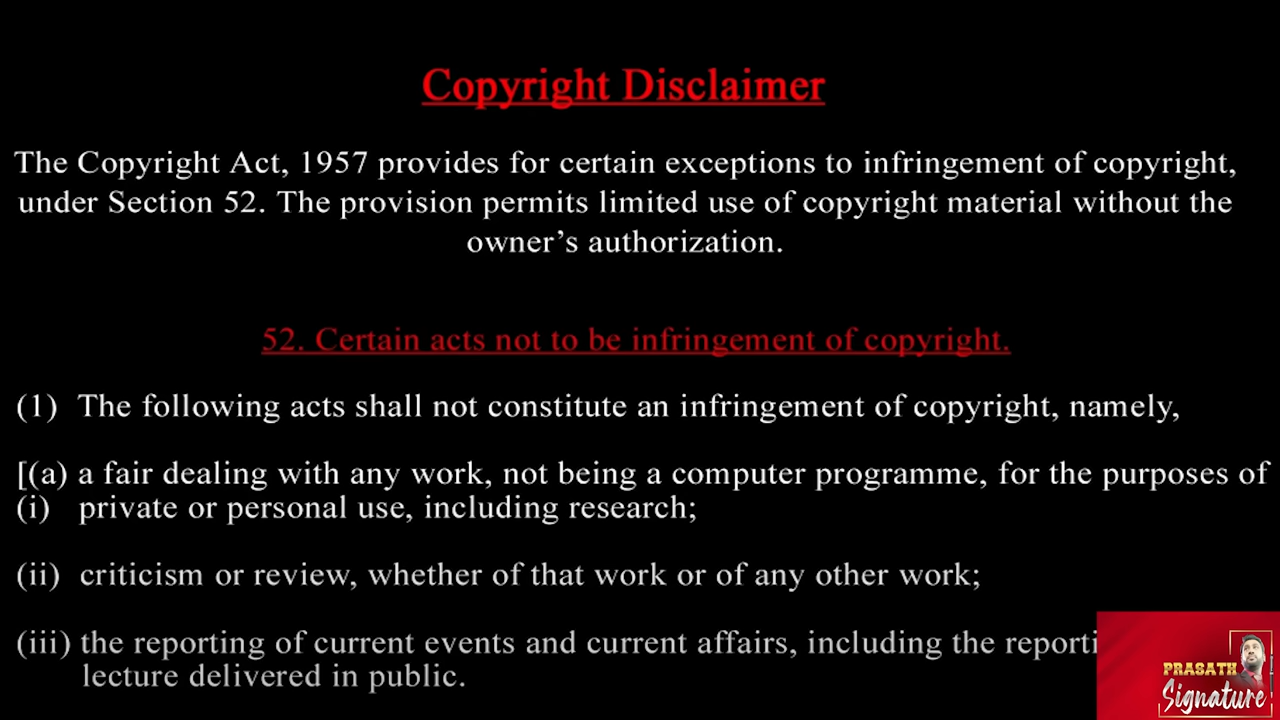 Copyright Disclaimer
The Copyright Act, 1957 provides for certain exceptions to infringement of copyright,
under Section 52. The provision permits limited use of copyright material without the
owner’s authorization.
52. Certain acts not to be infringement of copyright.
(1) The following acts shall not constitute an infringement of copyright, namely,
[(a) a fair dealing with any work, not being a computer programme, for the purposes of
(i) private or personal use, including research;
(ii) criticism or review, whether of that work or of any other work;
(iii) the reporting of current events and current affairs, including the reporti
lecture delivered in public.
PRASATH
Signature